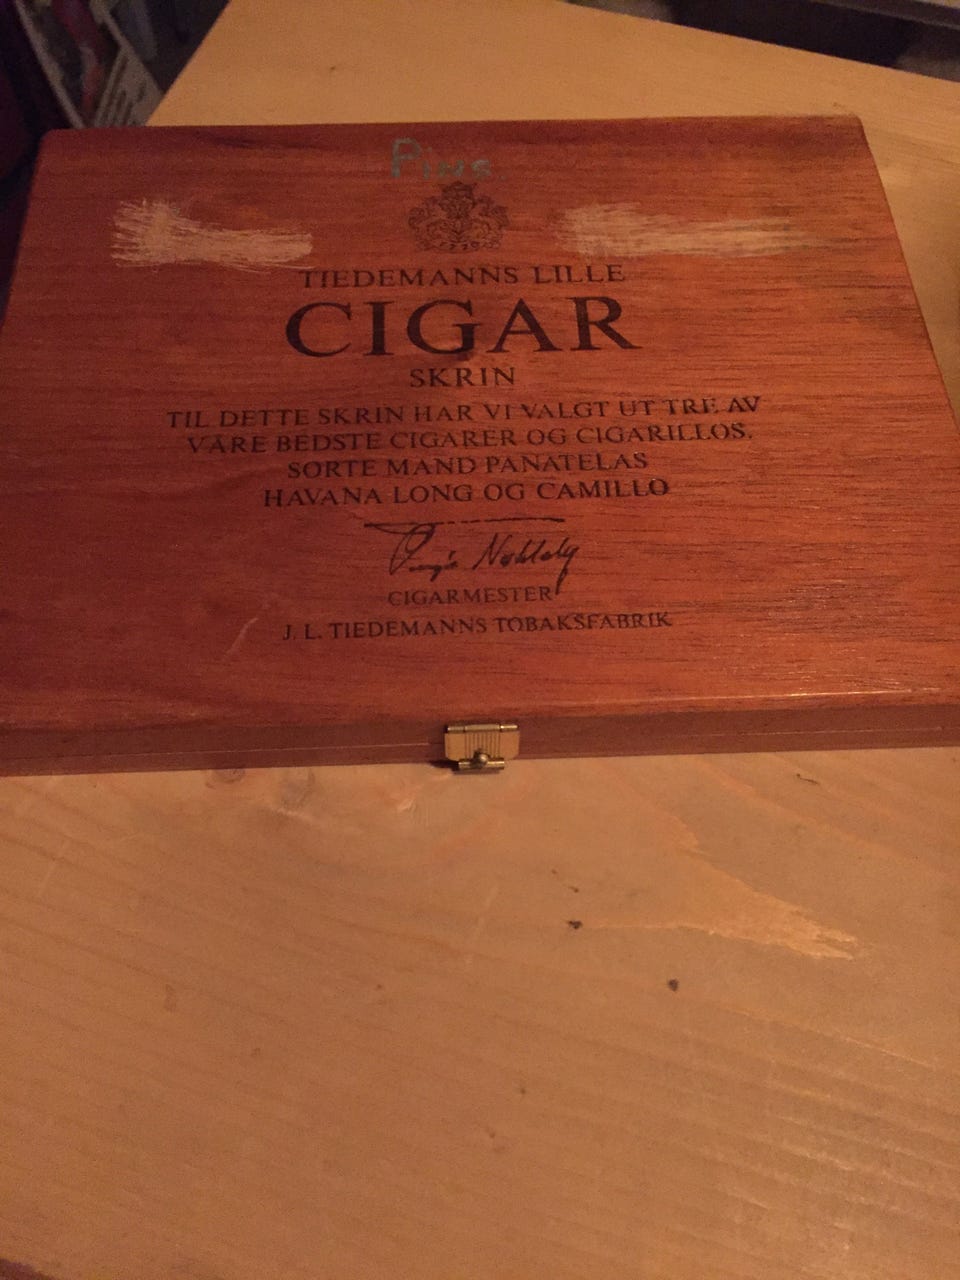 Pins
TIEDEMANNS LILLE
CIGAR
SKRIN
TIL DETTE SKRIN HAR VI VALGT UT TRE AV
VÅRE BEDSTE CIGARER OG CIGARILLOS.
SORTE MAND PANATELAS
HAVANA LONG OG CAMILLO
CIGARMESTER
J. L. TIEDEMANNS TOBAKSFABRIK